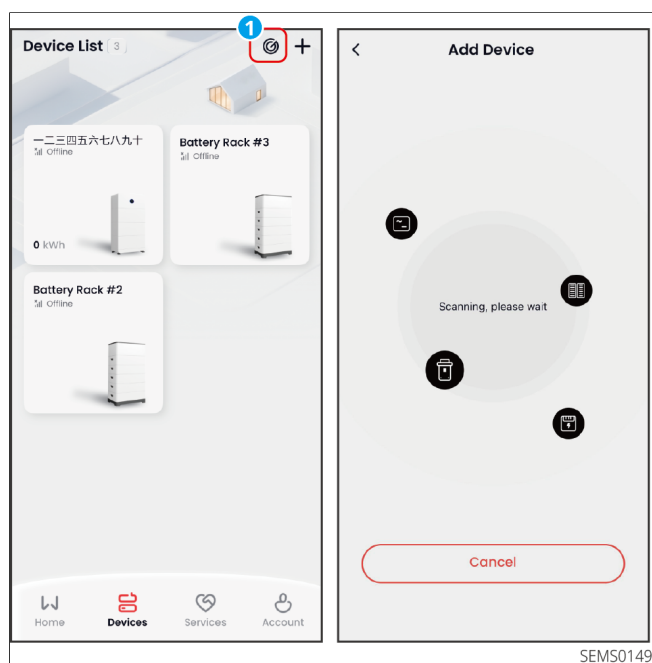 1
Device List [3]
一二三四五六七八九十
Offline
0 kWh
Battery Rack #3
Offline
Battery Rack #2
Offline
Home
Devices
Services
Account
Add Device
Scanning, please wait
Cancel
SEMS0149